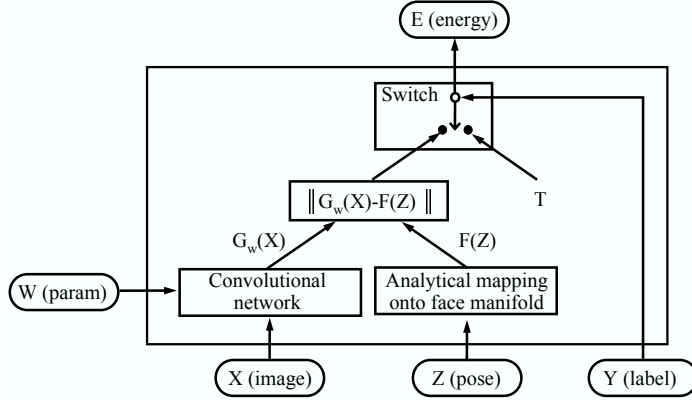 E (energy)
Switch
‖G_w(X)-F(Z)‖
T
G_w(X)
F(Z)
Convolutional
network
Analytical mapping
onto face manifold
W (param)
X (image)
Z (pose)
Y (label)